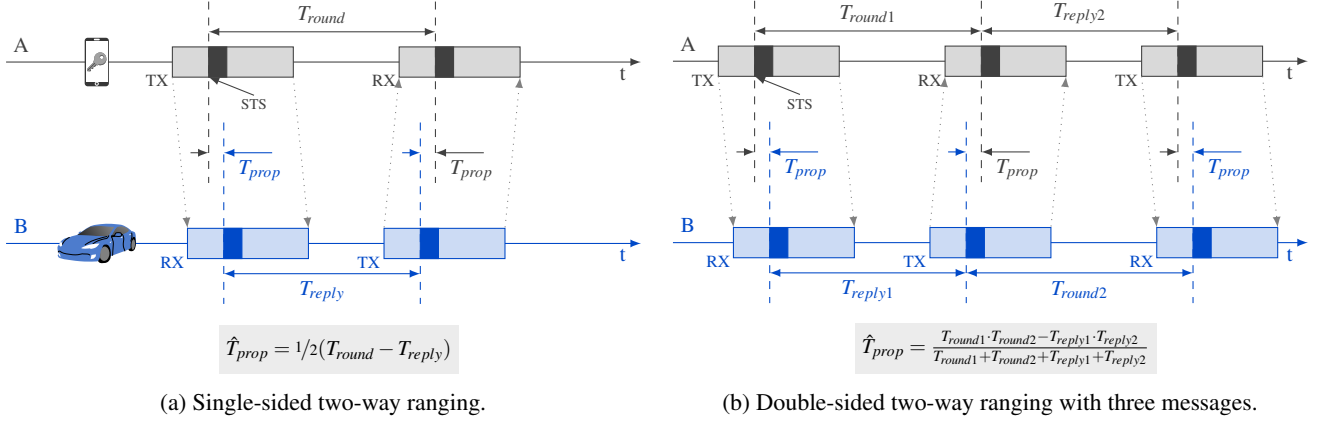 T_round
A
TX
STS
RX
t
T_prop
T_prop
B
RX
TX
t
T_reply
T̂_prop = 1/2(T_round − T_reply)
(a) Single-sided two-way ranging.
T_round1
T_reply2
A
TX
STS
RX
TX
t
T_prop
T_prop
T_prop
B
RX
TX
RX
t
T_reply1
T_round2
T̂_prop = (T_round1·T_round2−T_reply1·T_reply2)/(T_round1+T_round2+T_reply1+T_reply2)
(b) Double-sided two-way ranging with three messages.